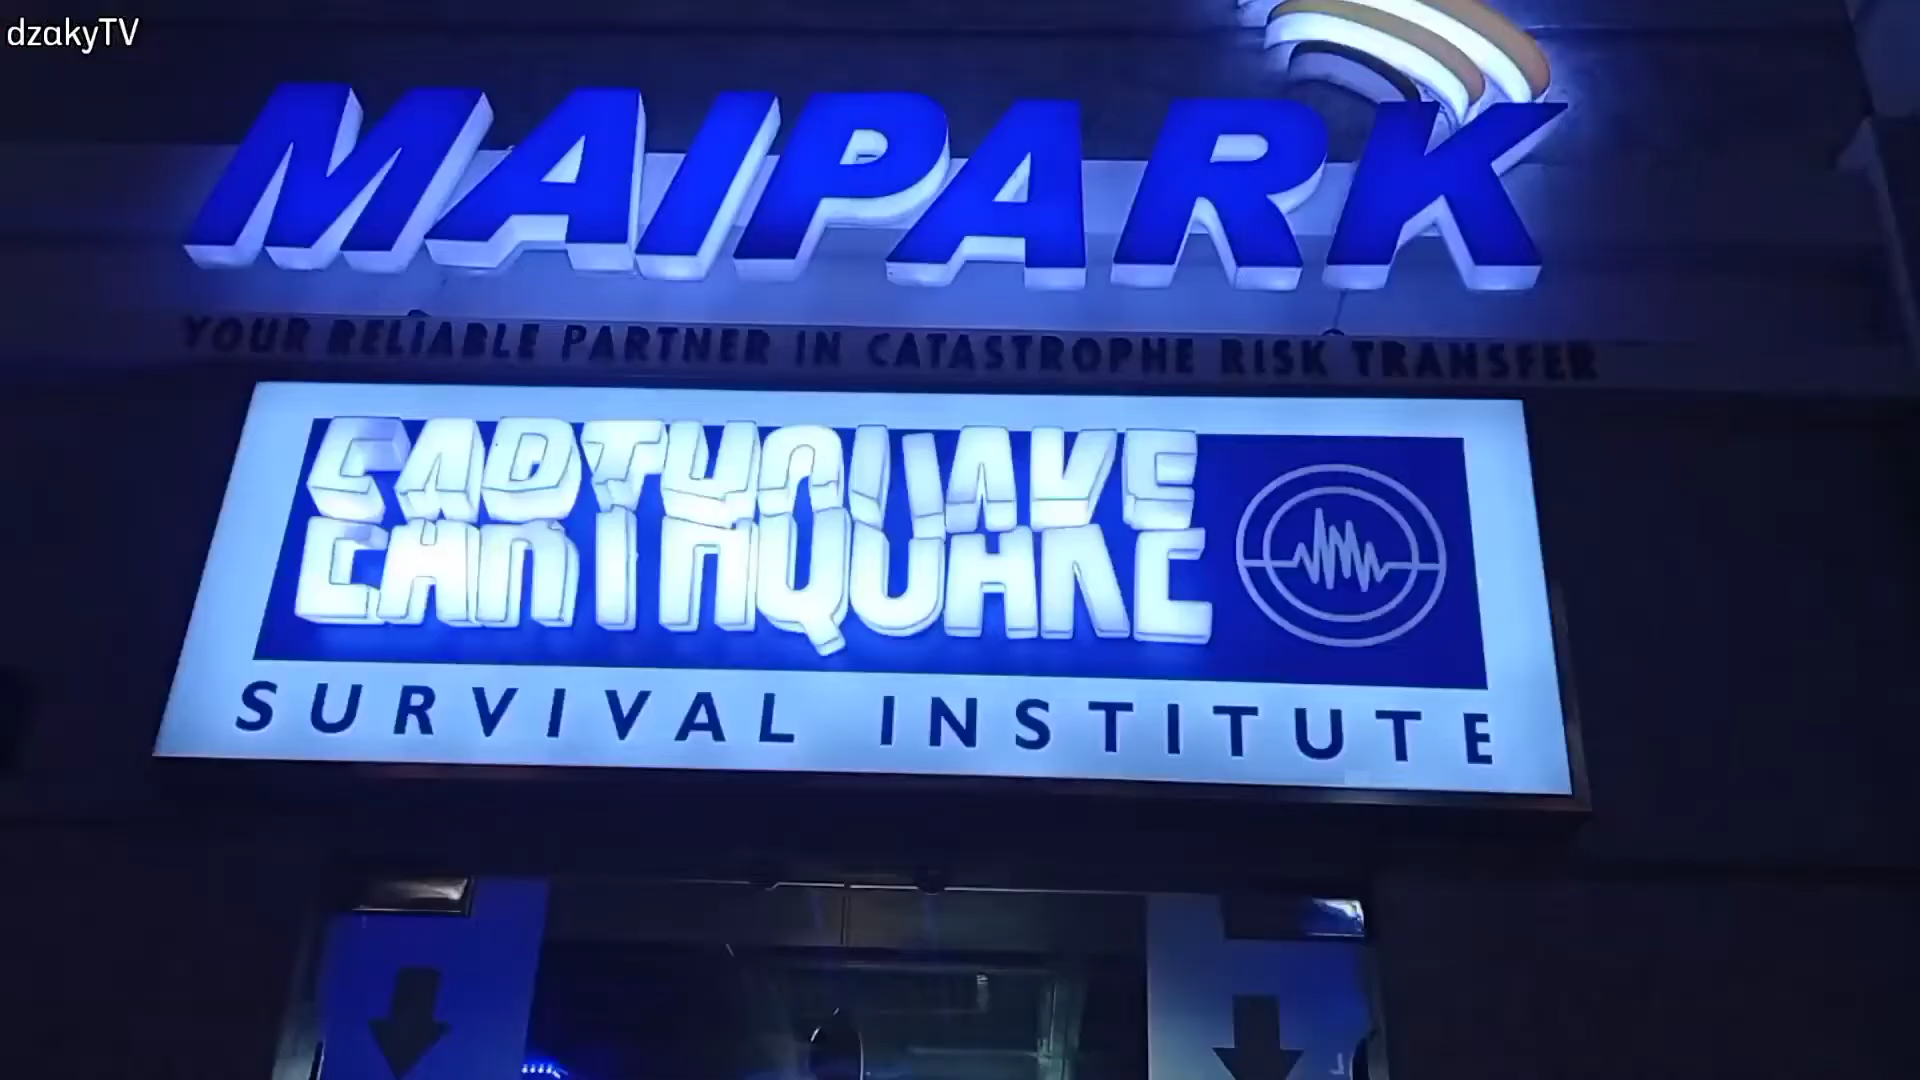 dzakyTV
MAIPARK
YOUR RELIABLE PARTNER IN CATASTROPHE RISK TRANSFER
EARTHQUAKE
SURVIVAL INSTITUTE